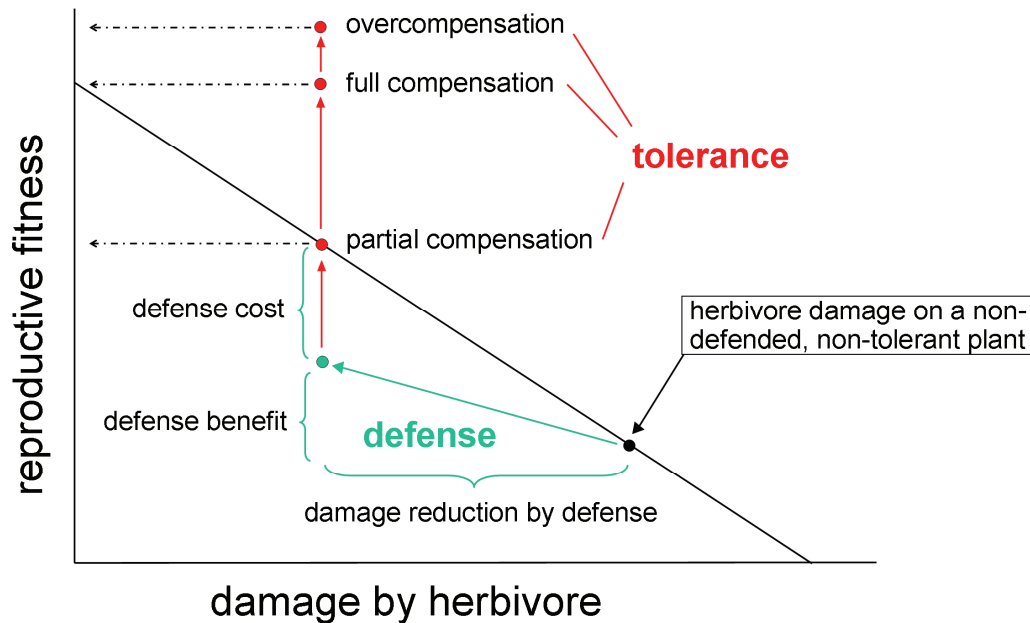 overcompensation
full compensation
tolerance
partial compensation
defense cost
herbivore damage on a non-
defended, non-tolerant plant
defense benefit
defense
damage reduction by defense
reproductive fitness
damage by herbivore